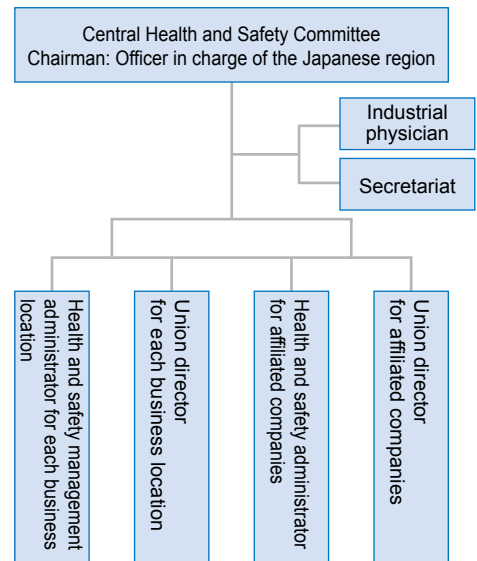 Central Health and Safety Committee
Chairman: Officer in charge of the Japanese region
Industrial
physician
Secretariat
Health and safety management
administrator for each business
location
Union director
for each business location
Health and safety administrator
for affiliated companies
Union director
for affiliated companies